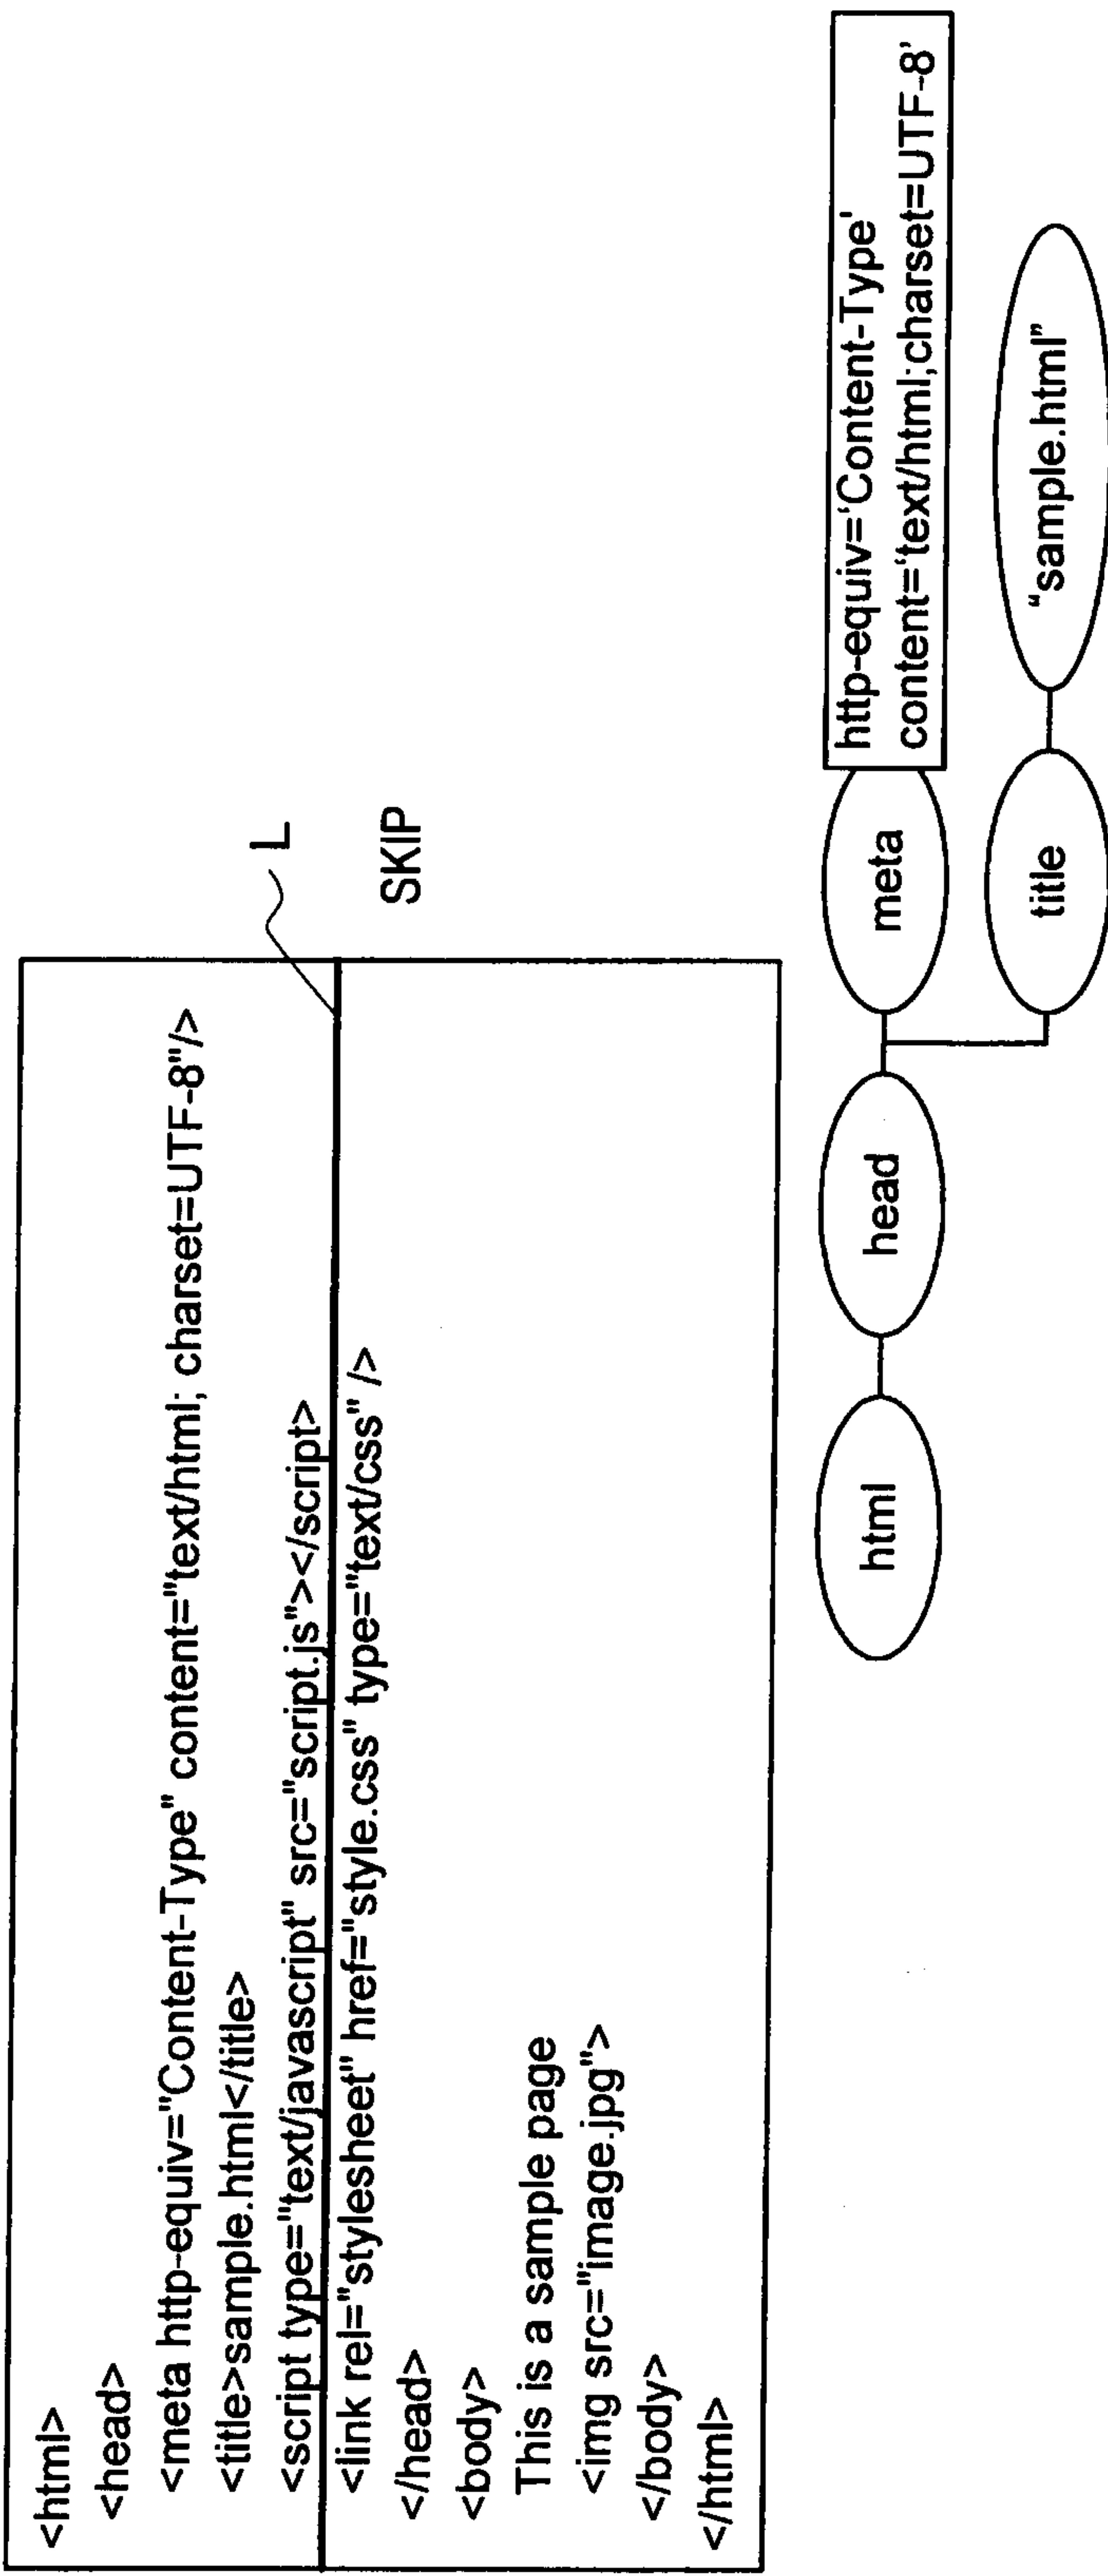 <html>
<head>
<meta http-equiv="Content-Type" content="text/html; charset=UTF-8"/>
<title>sample.html</title>
<script type="text/javascript" src="script.js"></script>
<link rel="stylesheet" href="style.css" type="text/css" />
</head>
<body>
This is a sample page
<img src="image.jpg">
</body>
</html>
L
SKIP
html
head
meta
http-equiv='Content-Type'
content='text/html;charset=UTF-8'
title
“sample.html”